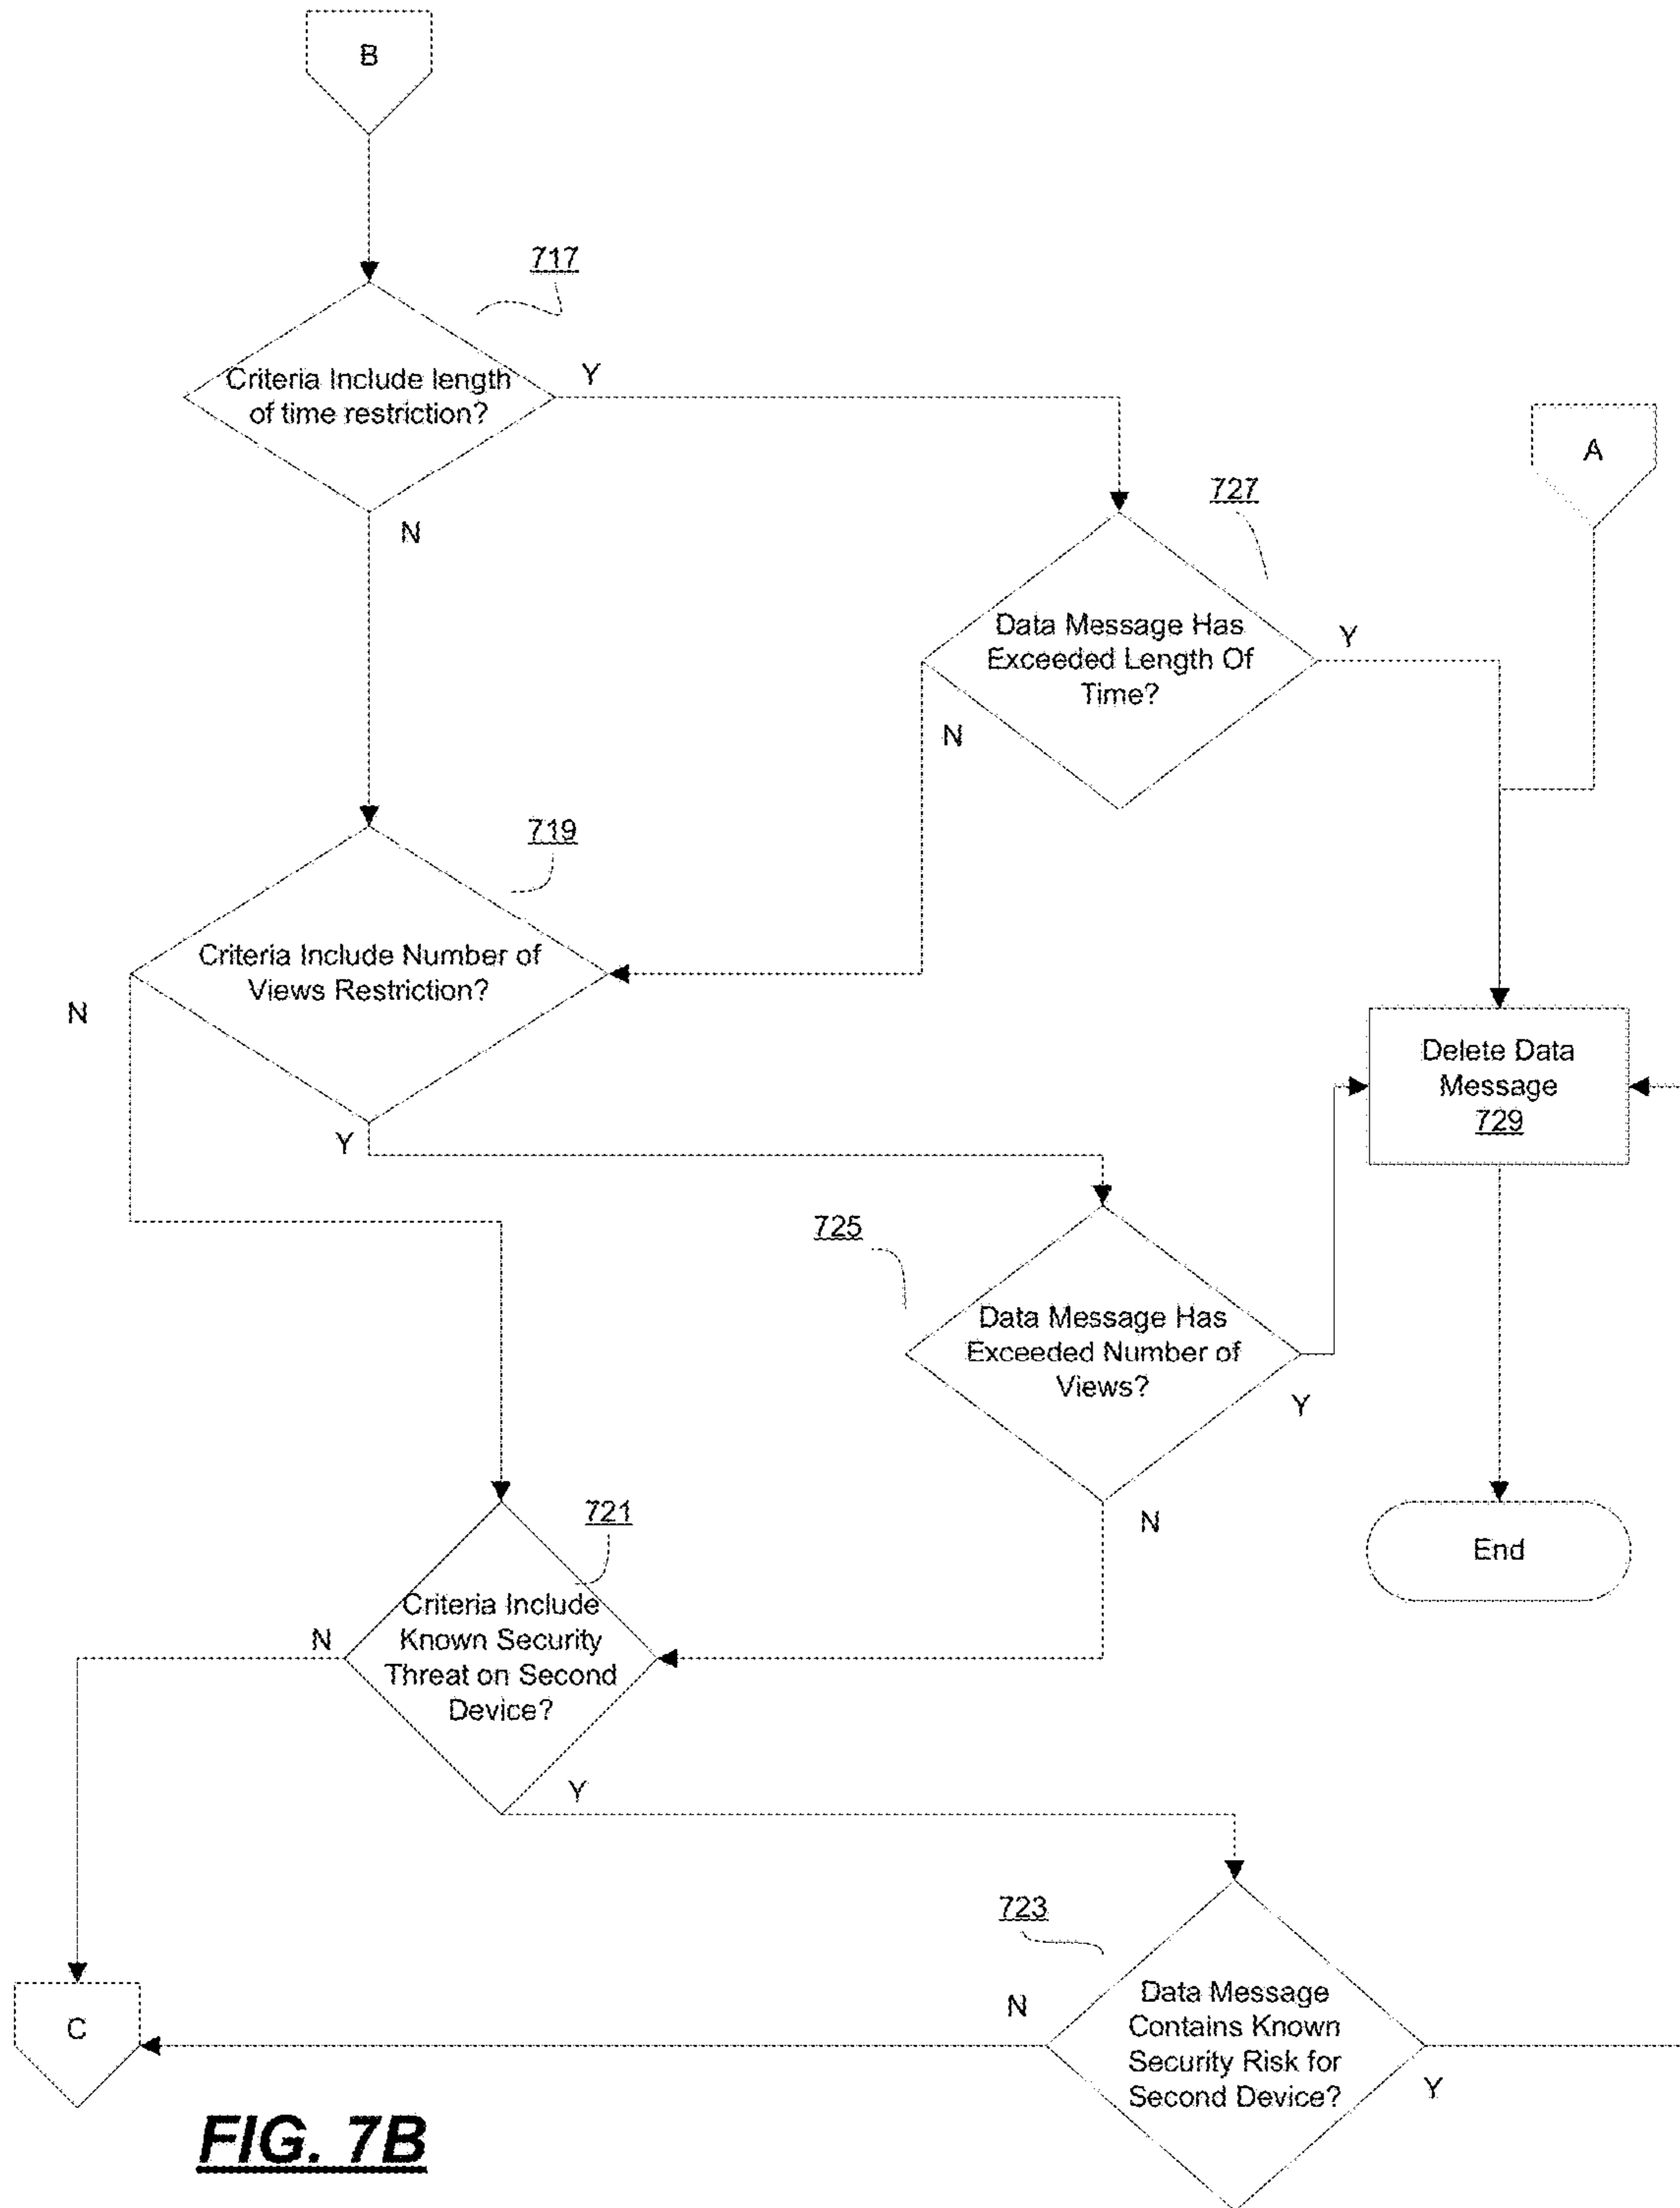 B
717
Criteria Include length
of time restriction?
Y
N
A
727
Data Message Has
Exceeded Length Of
Time?
Y
N
719
Criteria Include Number of
Views Restriction?
N
Y
Delete Data
Message
729
725
Data Message Has
Exceeded Number of
Views?
Y
N
End
721
Criteria Include
Known Security
Threat on Second
Device?
N
Y
723
Data Message
Contains Known
Security Risk for
Second Device?
N
Y
C
FIG. 7B